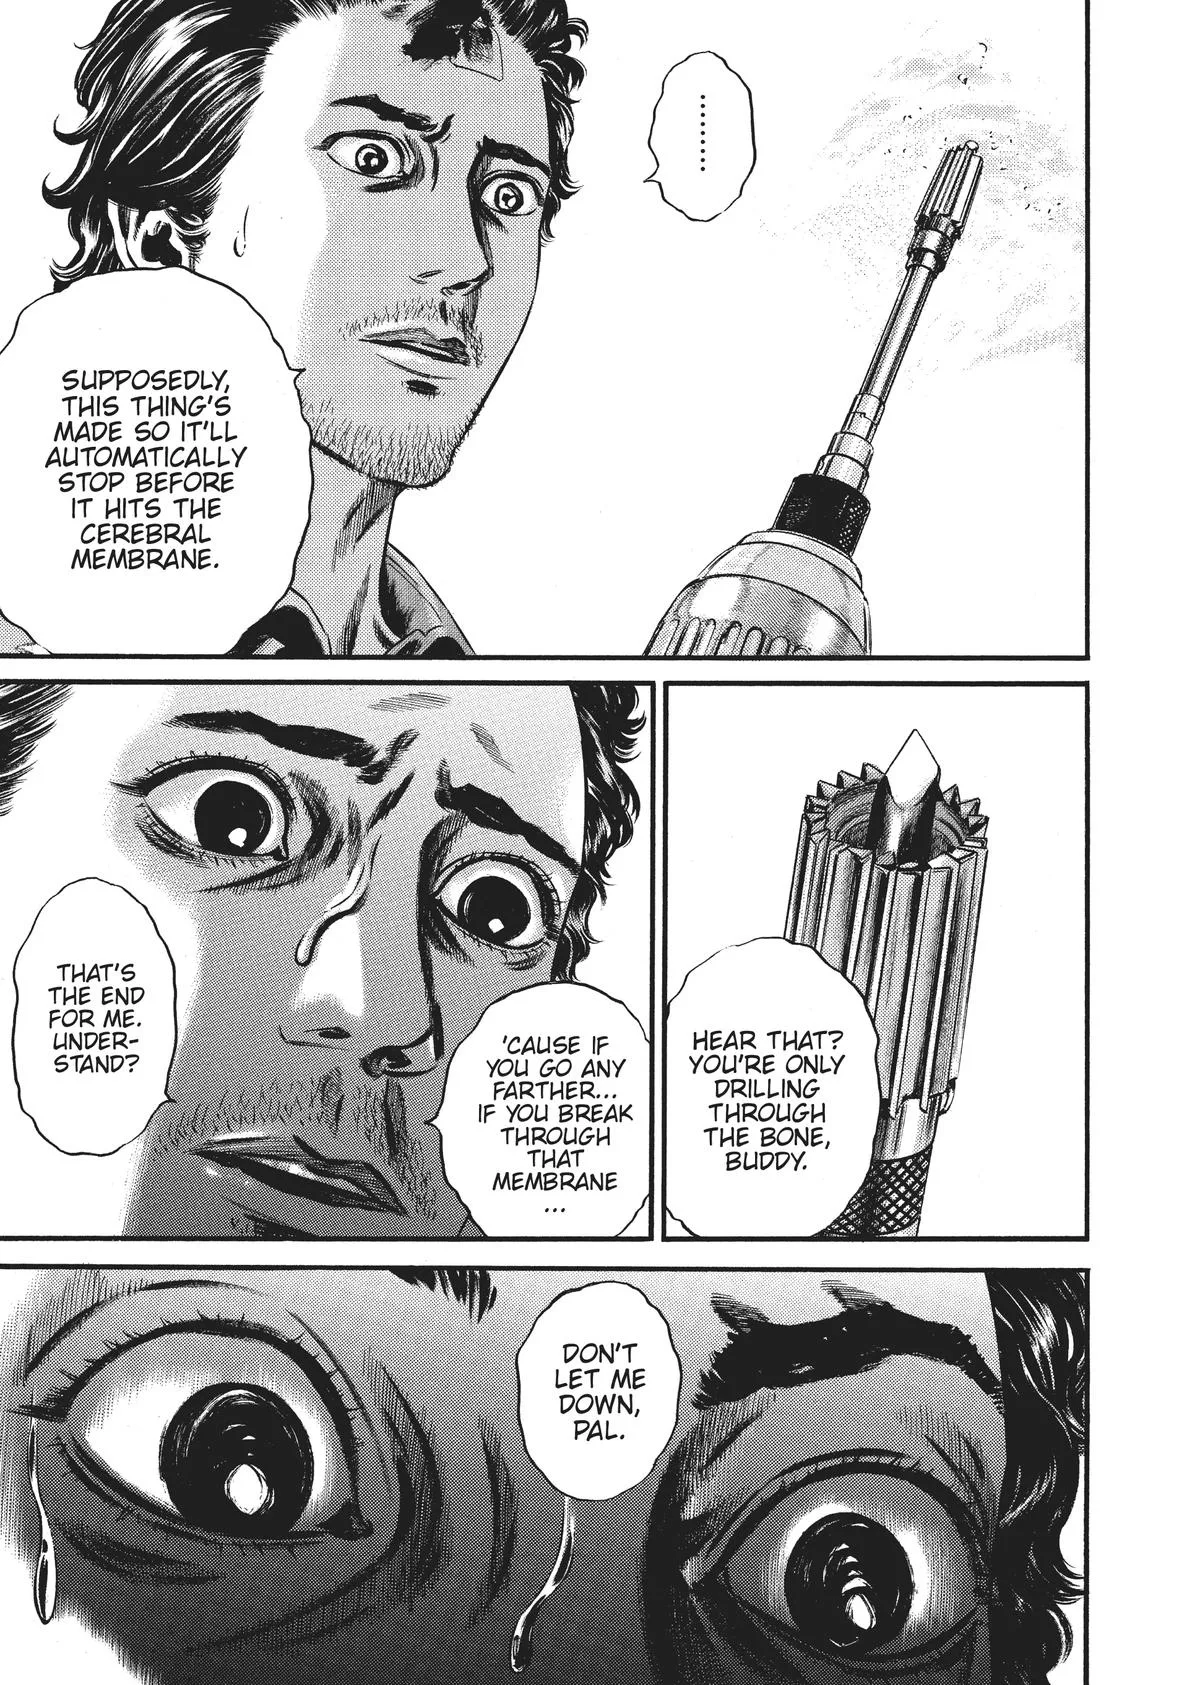 .........
SUPPOSEDLY,
THIS THING'S
MADE SO IT'LL
AUTOMATICALLY
STOP BEFORE
IT HITS THE
CEREBRAL
MEMBRANE.
HEAR THAT?
YOU'RE ONLY
DRILLING
THROUGH
THE BONE,
BUDDY.
'CAUSE IF
YOU GO ANY
FARTHER...
IF YOU BREAK
THROUGH
THAT
MEMBRANE
...
THAT'S
THE END
FOR ME.
UNDER-
STAND?
DON'T
LET ME
DOWN,
PAL.